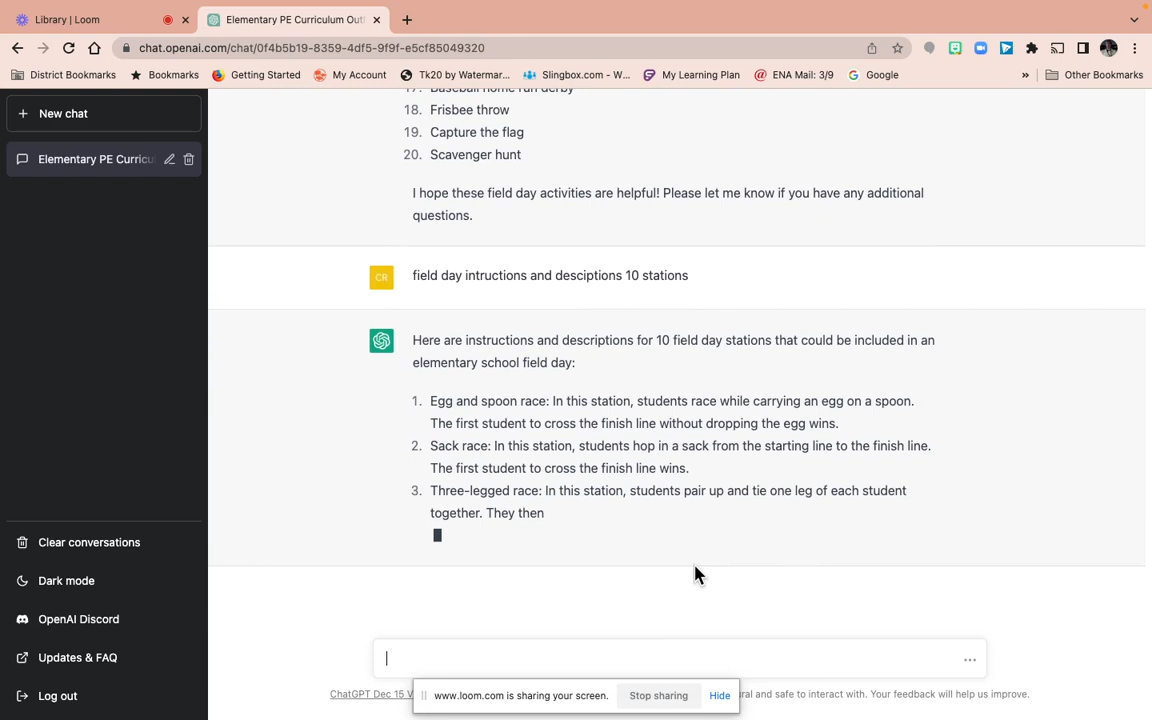 Library | Loom
Elementary PE Curriculum Outl
chat.openai.com/chat/0f4b5b19-8359-4df5-9f9f-e5cf85049320
District Bookmarks
Bookmarks
Getting Started
My Account
Tk20 by Watermar...
Slingbox.com - W...
My Learning Plan
ENA Mail: 3/9
Google
»
Other Bookmarks
New chat
Elementary PE Curricu
17. Baseball home run derby
18. Frisbee throw
19. Capture the flag
20. Scavenger hunt
I hope these field day activities are helpful! Please let me know if you have any additional
questions.
CR
field day intructions and desciptions 10 stations
Here are instructions and descriptions for 10 field day stations that could be included in an
elementary school field day:
1. Egg and spoon race: In this station, students race while carrying an egg on a spoon.
The first student to cross the finish line without dropping the egg wins.
2. Sack race: In this station, students hop in a sack from the starting line to the finish line.
The first student to cross the finish line wins.
3. Three-legged race: In this station, students pair up and tie one leg of each student
together. They then
Clear conversations
Dark mode
OpenAI Discord
Updates & FAQ
Log out
ChatGPT Dec 15 V
www.loom.com is sharing your screen.
Stop sharing
Hide
ural and safe to interact with. Your feedback will help us improve.